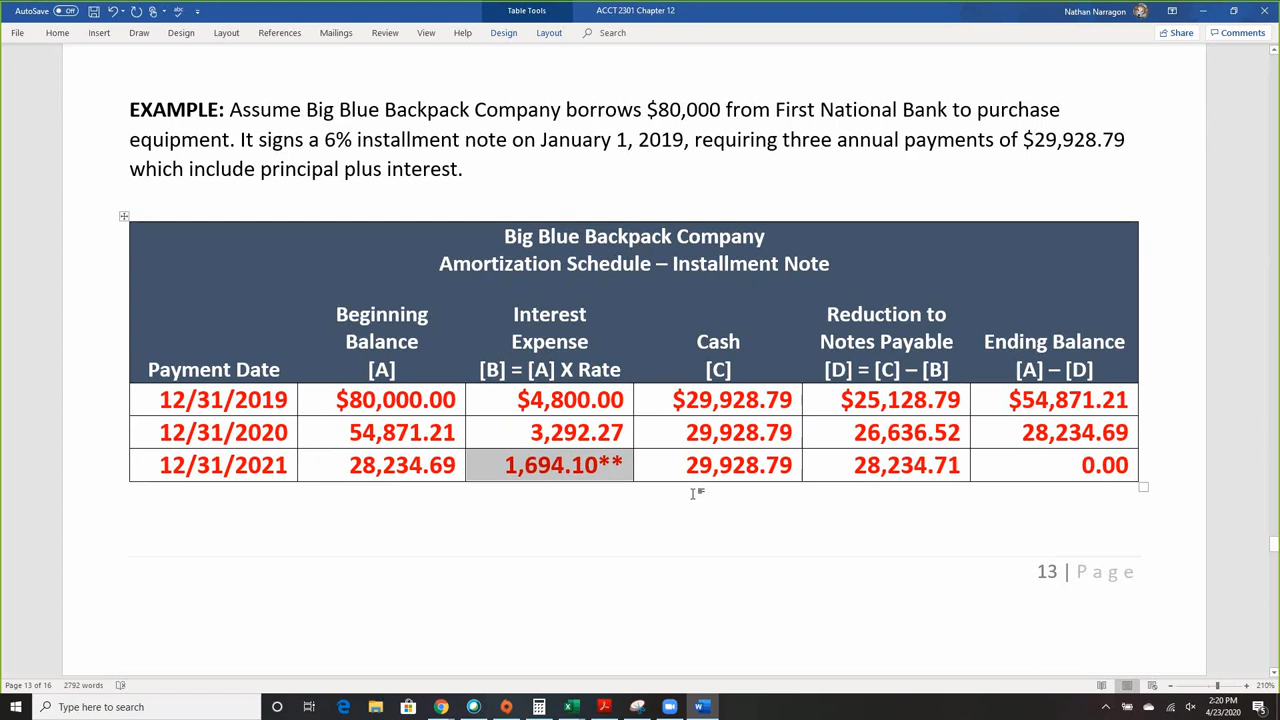 AutoSave Off
Table Tools
ACCT 2301 Chapter 12
Nathan Narragon
File Home Insert Draw Design Layout References Mailings Review View Help Design Layout Search Share Comments
EXAMPLE: Assume Big Blue Backpack Company borrows $80,000 from First National Bank to purchase
equipment. It signs a 6% installment note on January 1, 2019, requiring three annual payments of $29,928.79
which include principal plus interest.
Big Blue Backpack Company
Amortization Schedule – Installment Note
Beginning Interest Reduction to
Balance Expense Cash Notes Payable Ending Balance
Payment Date [A] [B] = [A] X Rate [C] [D] = [C] – [B] [A] – [D]
12/31/2019 $80,000.00 $4,800.00 $29,928.79 $25,128.79 $54,871.21
12/31/2020 54,871.21 3,292.27 29,928.79 26,636.52 28,234.69
12/31/2021 28,234.69 1,694.10** 29,928.79 28,234.71 0.00
13 | Page
Page 13 of 16 2792 words 210%
Type here to search
2:20 PM
4/23/2020